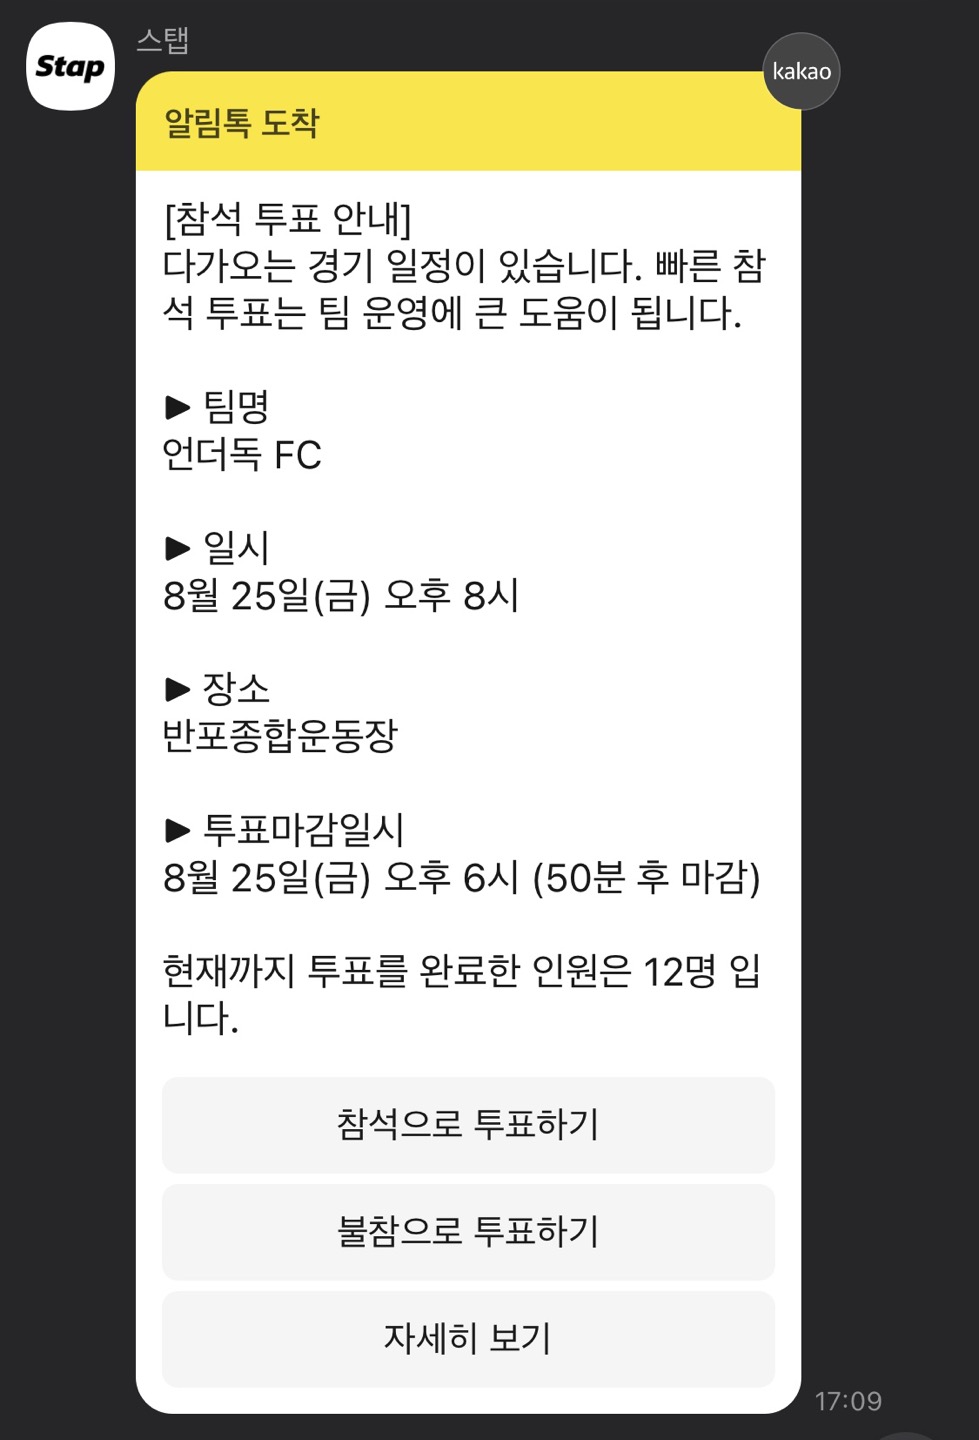 Stap
스탭
kakao
알림톡 도착
[참석 투표 안내]
다가오는 경기 일정이 있습니다. 빠른 참
석 투표는 팀 운영에 큰 도움이 됩니다.
▶ 팀명
언더독 FC
▶ 일시
8월 25일(금) 오후 8시
▶ 장소
반포종합운동장
▶ 투표마감일시
8월 25일(금) 오후 6시 (50분 후 마감)
현재까지 투표를 완료한 인원은 12명 입
니다.
참석으로 투표하기
불참으로 투표하기
자세히 보기
17:09